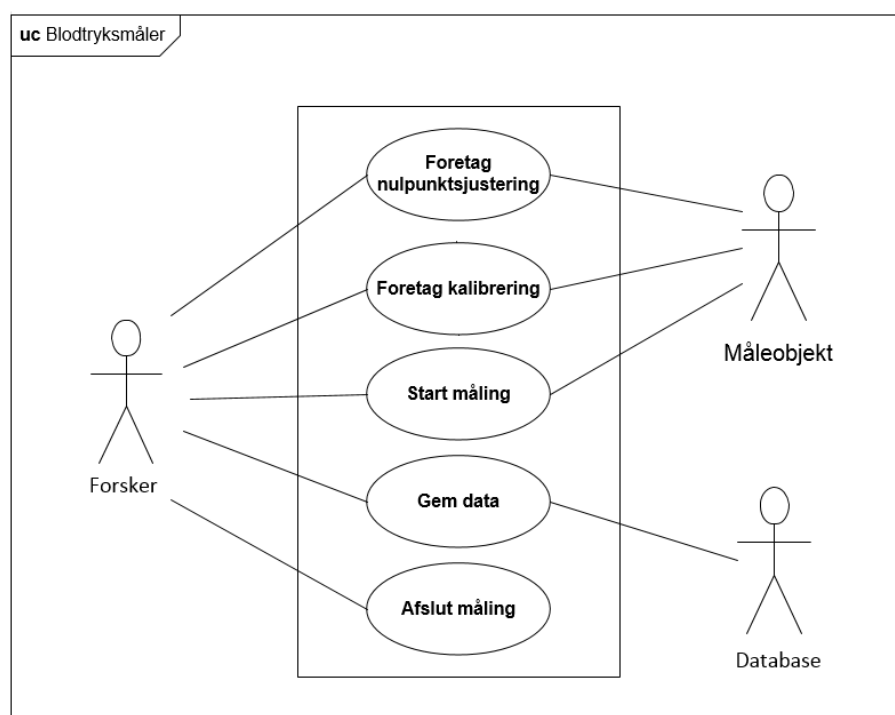 uc Blodtryksmåler
Foretag
nulpunktsjustering
Foretag kalibrering
Start måling
Gem data
Afslut måling
Forsker
Måleobjekt
Database